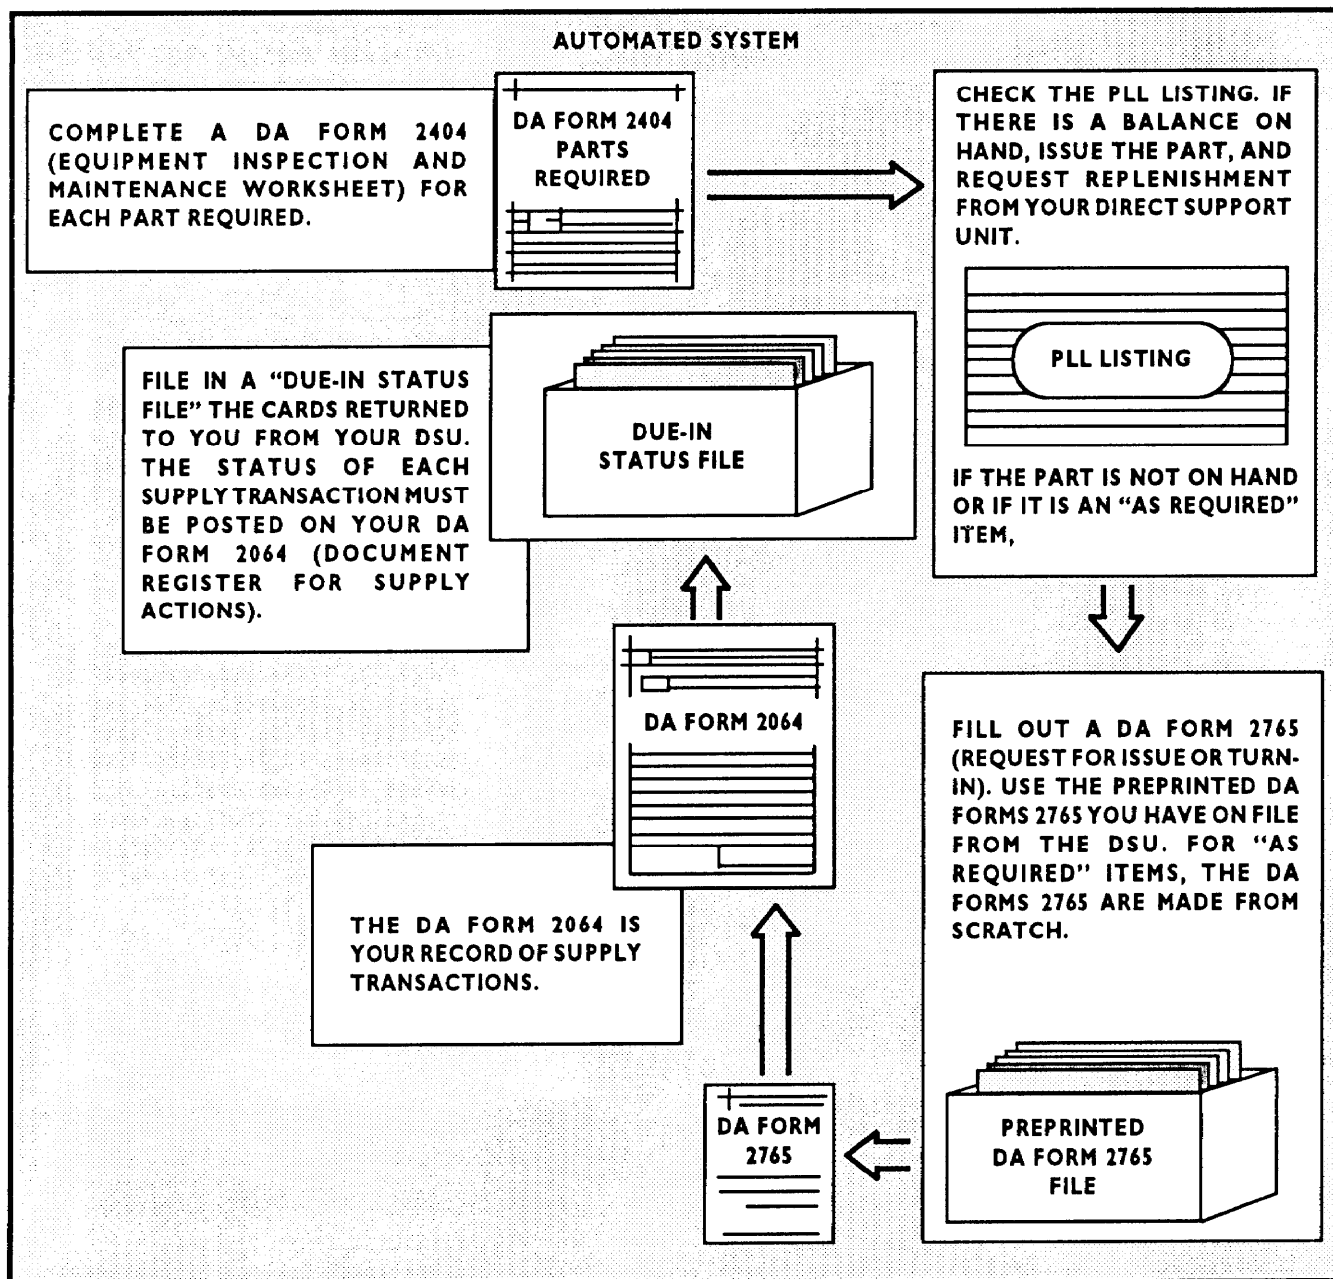 AUTOMATED SYSTEM
COMPLETE A DA FORM 2404
(EQUIPMENT INSPECTION AND
MAINTENANCE WORKSHEET) FOR
EACH PART REQUIRED.
DA FORM 2404
PARTS
REQUIRED
CHECK THE PLL LISTING. IF
THERE IS A BALANCE ON
HAND, ISSUE THE PART, AND
REQUEST REPLENISHMENT
FROM YOUR DIRECT SUPPORT
UNIT.
PLL LISTING
IF THE PART IS NOT ON HAND
OR IF IT IS AN “AS REQUIRED”
ITEM,
FILL OUT A DA FORM 2765
(REQUEST FOR ISSUE OR TURN-
IN). USE THE PREPRINTED DA
FORMS 2765 YOU HAVE ON FILE
FROM THE DSU. FOR “AS
REQUIRED” ITEMS, THE DA
FORMS 2765 ARE MADE FROM
SCRATCH.
PREPRINTED
DA FORM 2765
FILE
DA FORM
2765
THE DA FORM 2064 IS
YOUR RECORD OF SUPPLY
TRANSACTIONS.
DA FORM 2064
FILE IN A “DUE-IN STATUS
FILE” THE CARDS RETURNED
TO YOU FROM YOUR DSU.
THE STATUS OF EACH
SUPPLY TRANSACTION MUST
BE POSTED ON YOUR DA
FORM 2064 (DOCUMENT
REGISTER FOR SUPPLY
ACTIONS).
DUE-IN
STATUS FILE